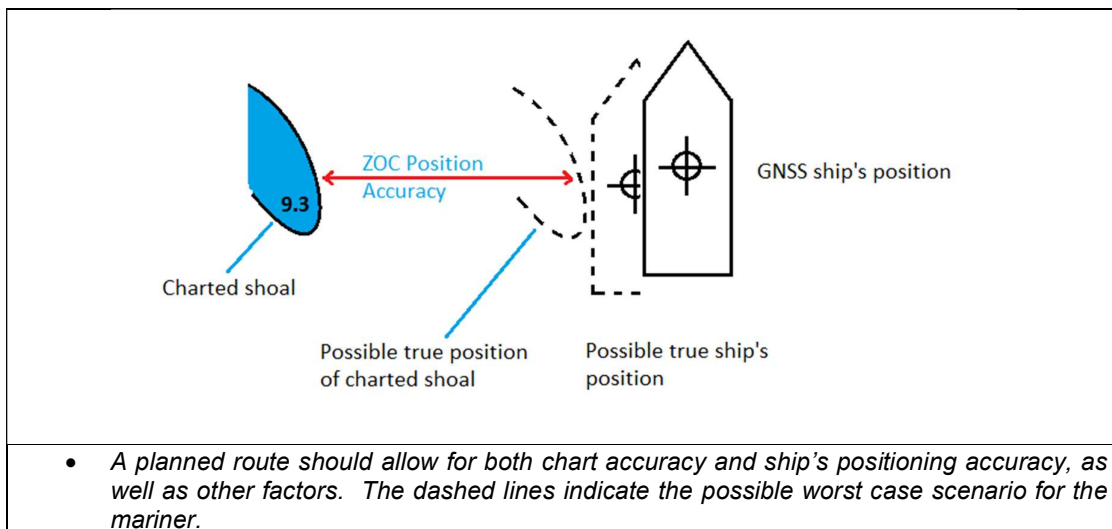 ZOC Position
Accuracy
GNSS ship's position
9.3
Charted shoal
Possible true position
of charted shoal
Possible true ship's
position
• A planned route should allow for both chart accuracy and ship's positioning accuracy, as
well as other factors.  The dashed lines indicate the possible worst case scenario for the
mariner.